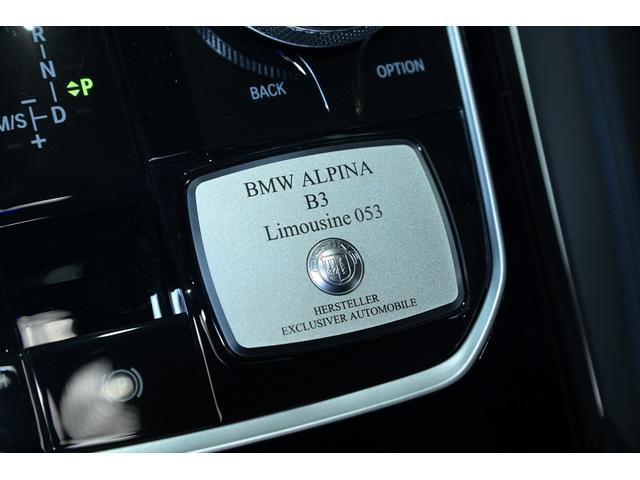 R
N
P
M/S D
+
BACK
OPTION
BMW ALPINA
B3
Limousine 053
HERSTELLER
EXCLUSIVER AUTOMOBILE